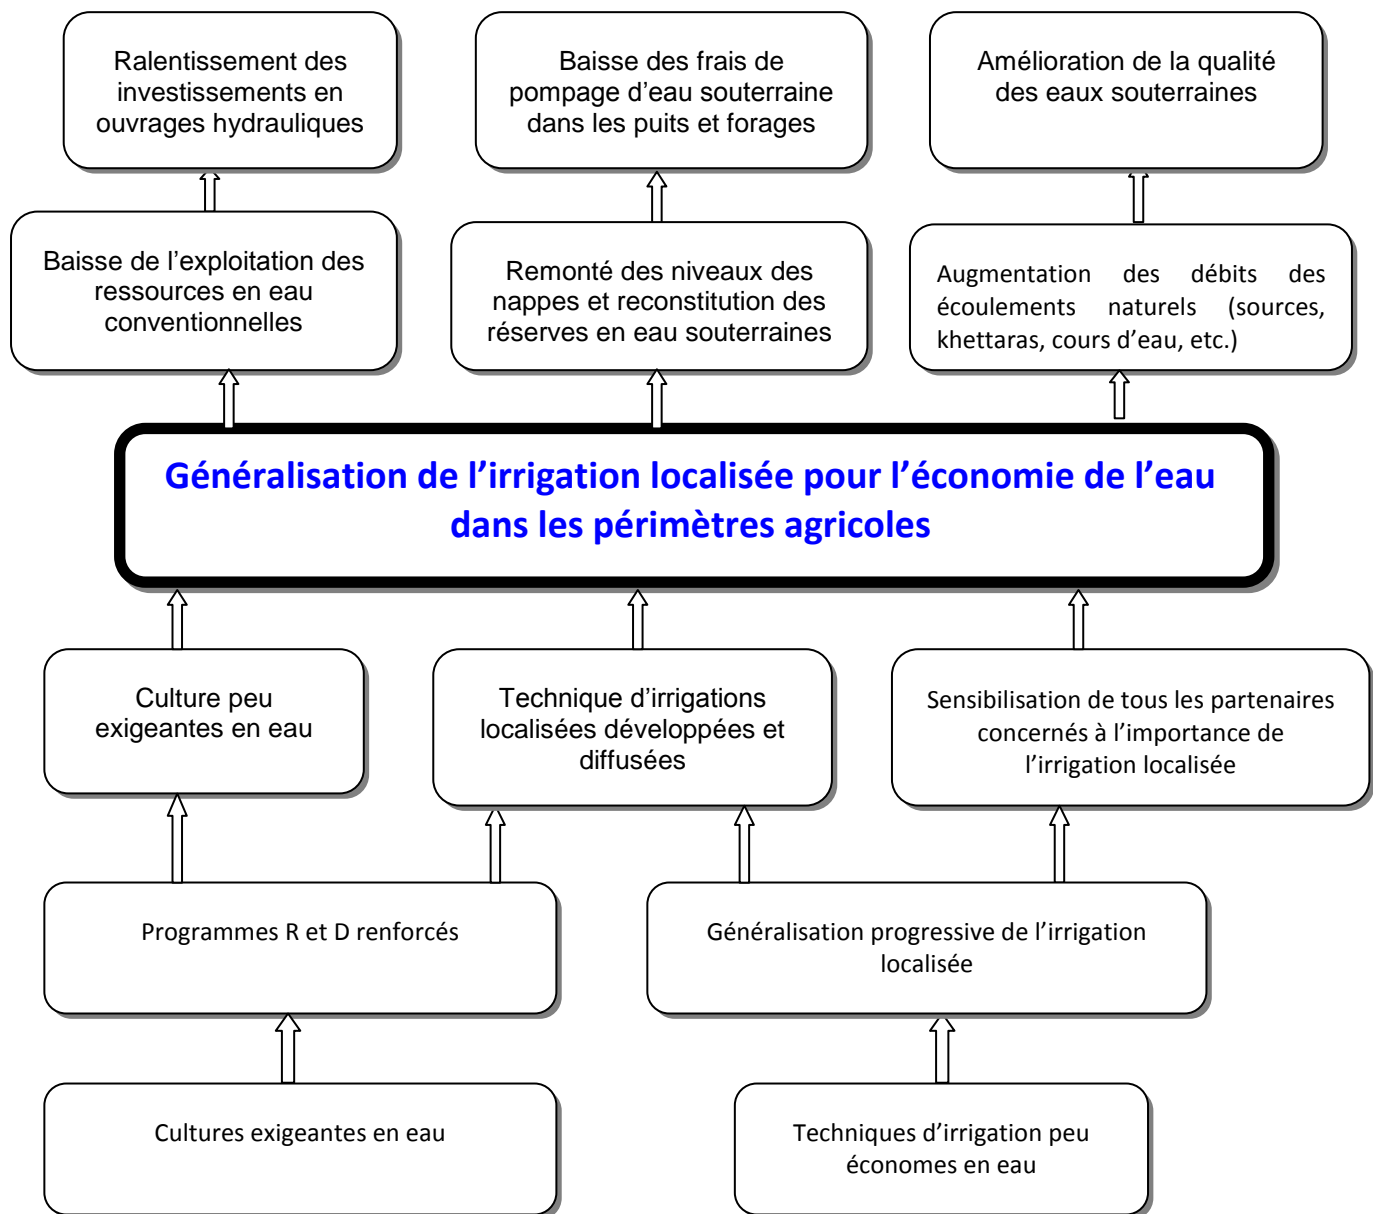 Ralentissement des
investissements en
ouvrages hydrauliques
Baisse des frais de
pompage d’eau souterraine
dans les puits et forages
Amélioration de la qualité
des eaux souterraines
Baisse de l’exploitation des
ressources en eau
conventionnelles
Remonté des niveaux des
nappes et reconstitution des
réserves en eau souterraines
Augmentation des débits des
écoulements naturels (sources,
khettaras, cours d’eau, etc.)
Généralisation de l’irrigation localisée pour l’économie de l’eau
dans les périmètres agricoles
Culture peu
exigeantes en eau
Technique d’irrigations
localisées développées et
diffusées
Sensibilisation de tous les partenaires
concernés à l’importance de
l’irrigation localisée
Programmes R et D renforcés
Généralisation progressive de l’irrigation
localisée
Cultures exigeantes en eau
Techniques d’irrigation peu
économes en eau